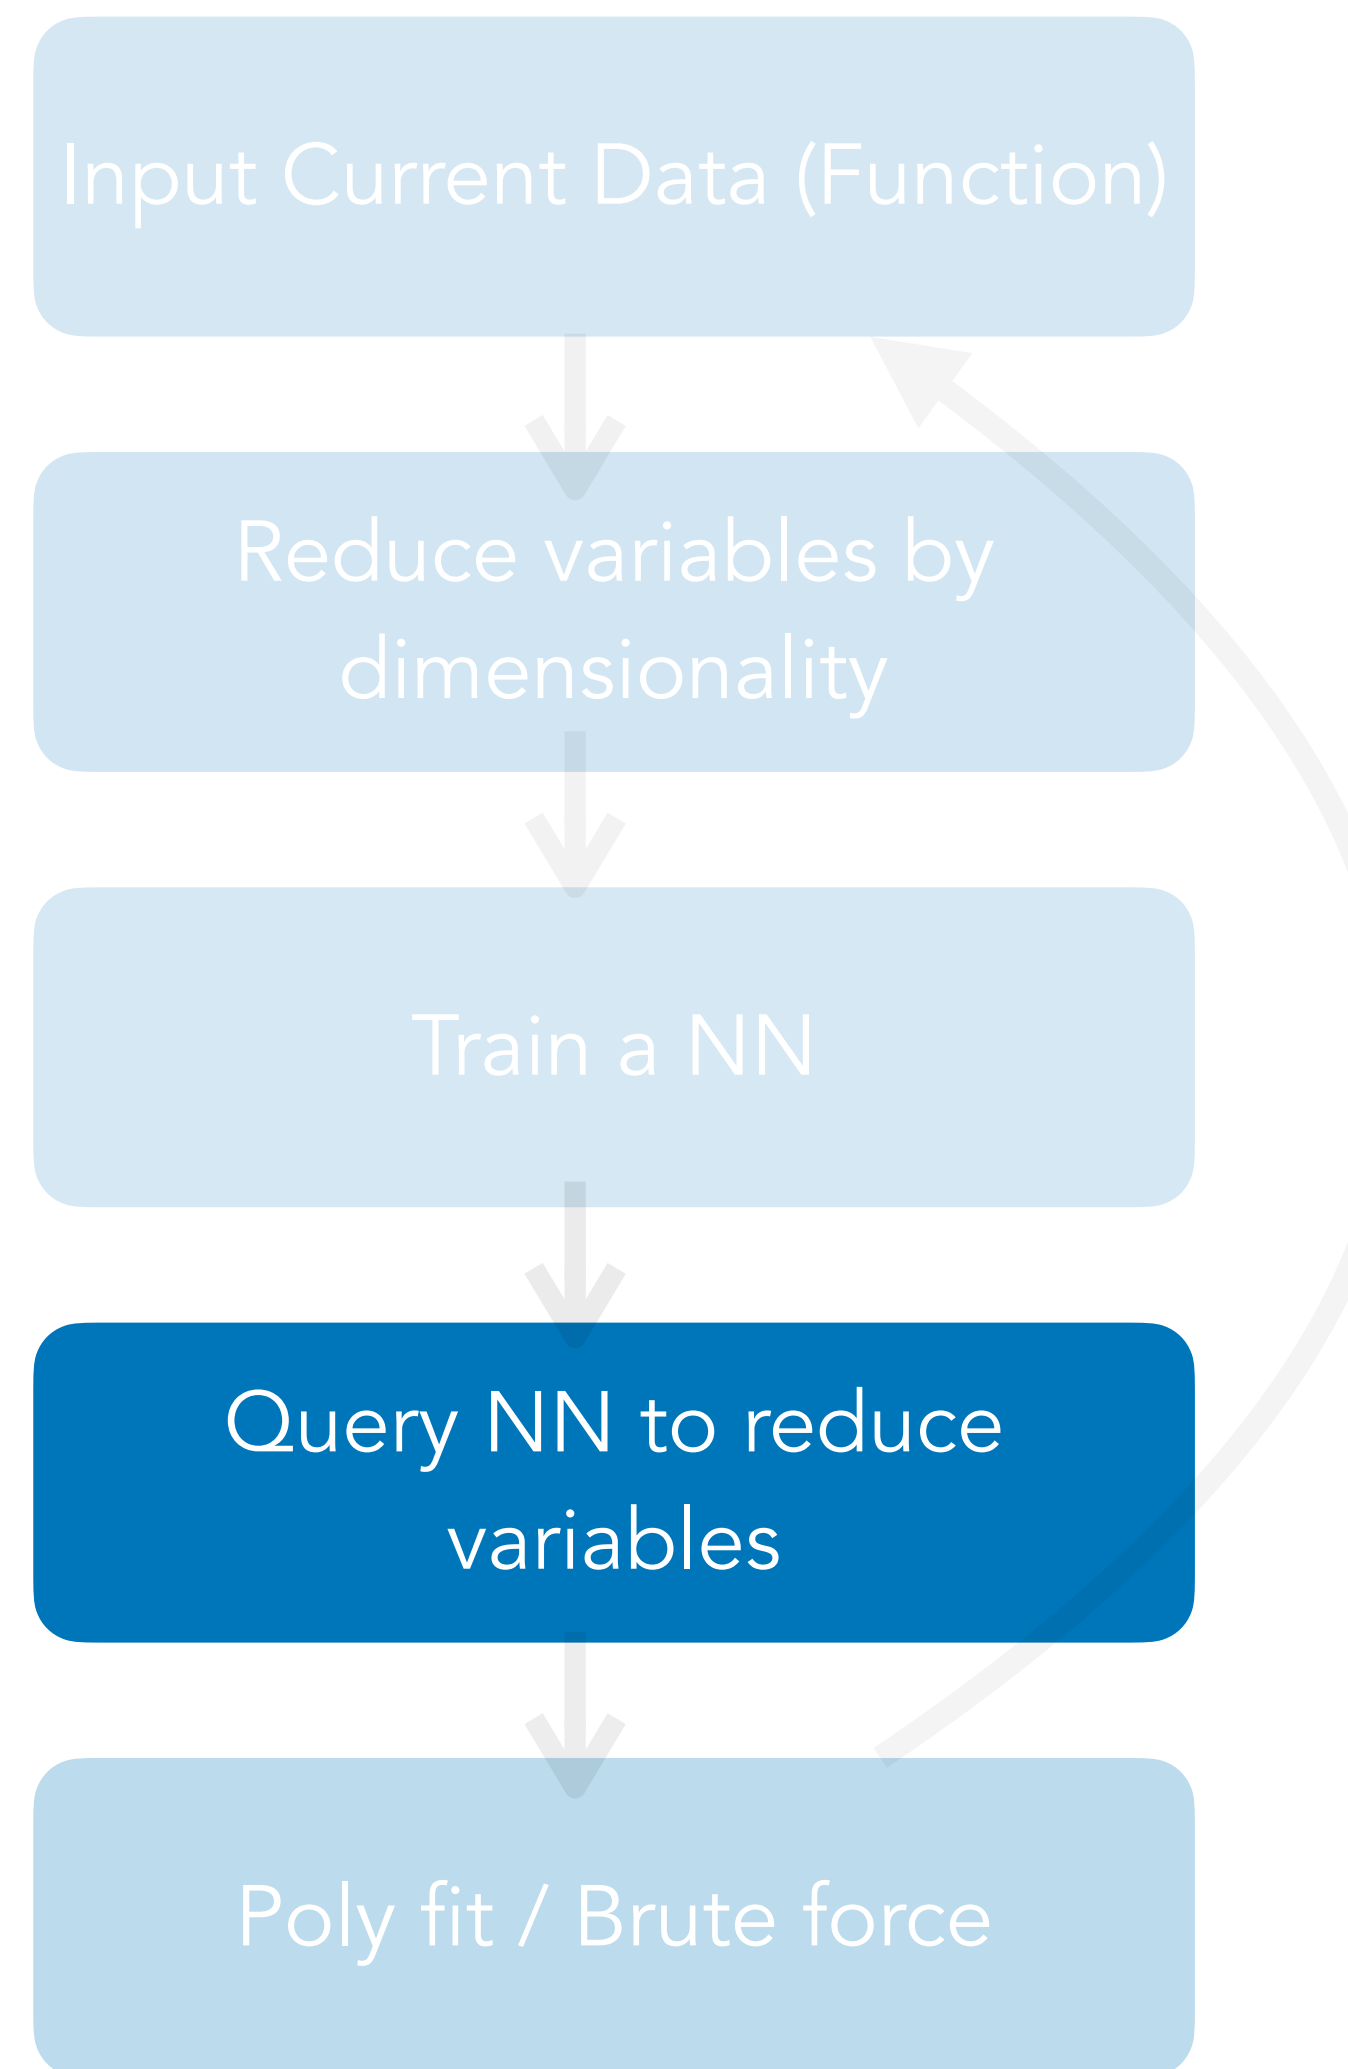 Input Current Data (Function)
Reduce variables by
dimensionality
Train a NN
Query NN to reduce
variables
Poly fit / Brute force